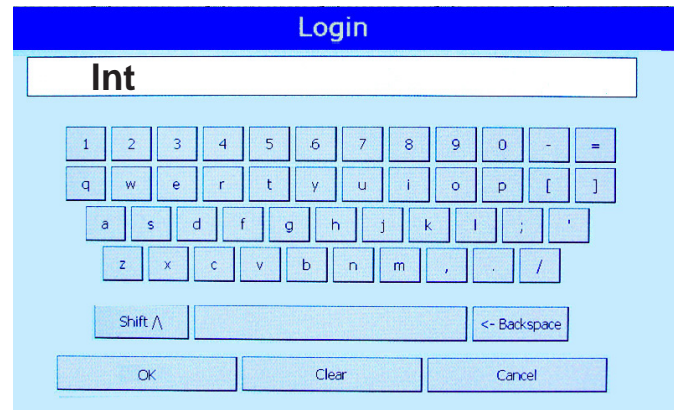 Login
Int
1 2 3 4 5 6 7 8 9 0 - =
q w e r t y u i o p [ ]
a s d f g h j k l ; '
z x c v b n m , . /
Shift /\ <- Backspace
OK Clear Cancel